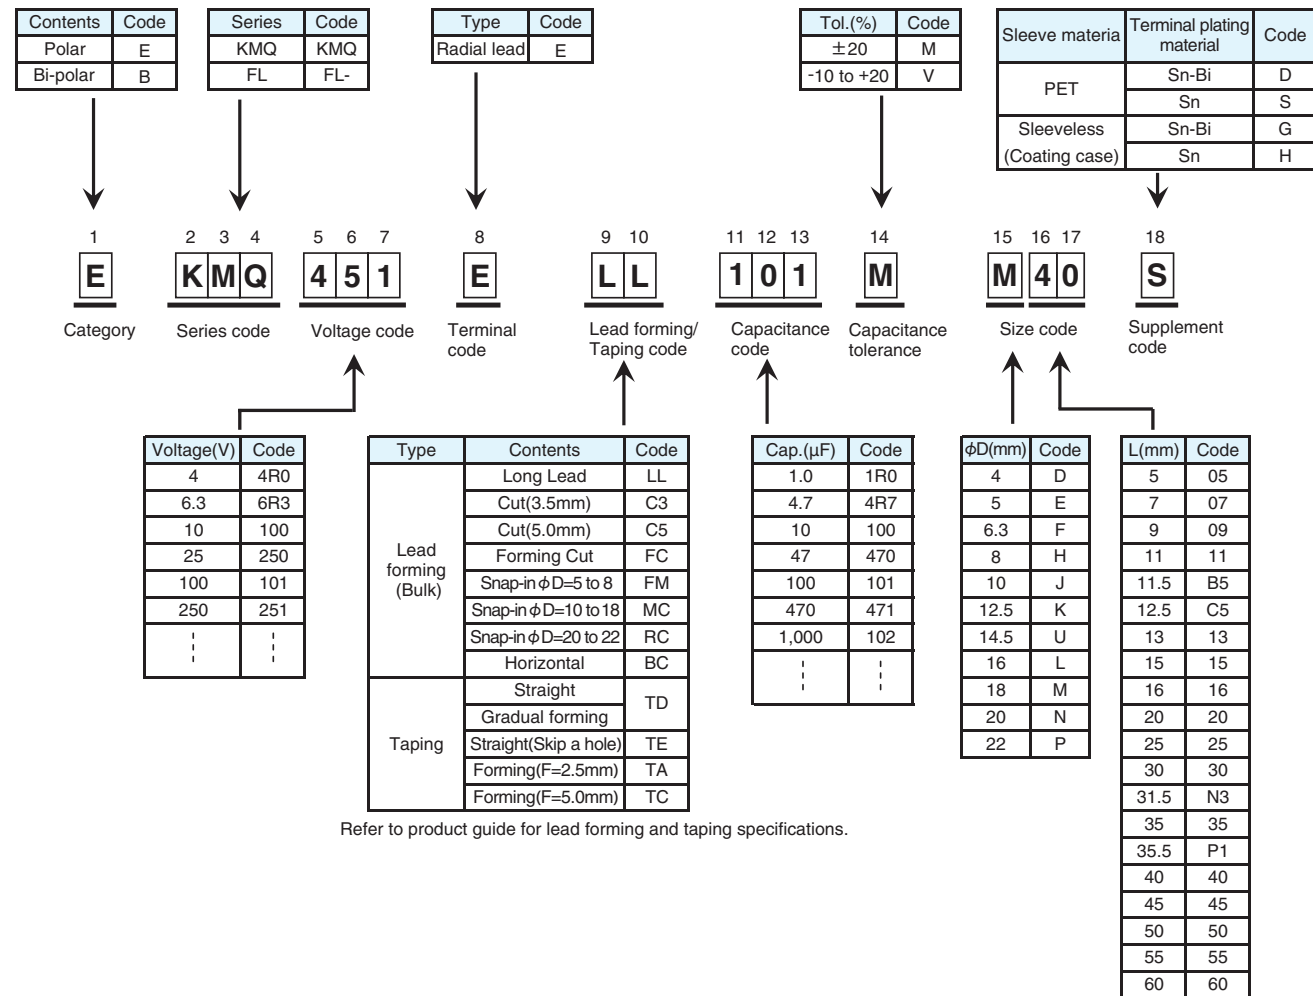 Contents Code
Polar E
Bi-polar B
Series Code
KMQ KMQ
FL FL-
Type Code
Radial lead E
Tol.(%) Code
±20 M
-10 to +20 V
Sleeve materia Terminal plating material Code
PET Sn-Bi D
Sn S
Sleeveless (Coating case) Sn-Bi G
Sn H
1 2 3 4 5 6 7 8 9 10 11 12 13 14 15 16 17 18
E K M Q 4 5 1 E L L 1 0 1 M M 4 0 S
Category
Series code
Voltage code
Terminal code
Lead forming/ Taping code
Capacitance code
Capacitance tolerance
Size code
Supplement code
Voltage(V) Code
4 4R0
6.3 6R3
10 100
25 250
100 101
250 251
Type Contents Code
Lead forming (Bulk)
Long Lead LL
Cut(3.5mm) C3
Cut(5.0mm) C5
Forming Cut FC
Snap-in ϕD=5 to 8 FM
Snap-in ϕD=10 to 18 MC
Snap-in ϕD=20 to 22 RC
Horizontal BC
Taping
Straight TD
Gradual forming
Straight(Skip a hole) TE
Forming(F=2.5mm) TA
Forming(F=5.0mm) TC
Cap.(μF) Code
1.0 1R0
4.7 4R7
10 100
47 470
100 101
470 471
1,000 102
ϕD(mm) Code
4 D
5 E
6.3 F
8 H
10 J
12.5 K
14.5 U
16 L
18 M
20 N
22 P
L(mm) Code
5 05
7 07
9 09
11 11
11.5 B5
12.5 C5
13 13
15 15
16 16
20 20
25 25
30 30
31.5 N3
35 35
35.5 P1
40 40
45 45
50 50
55 55
60 60
Refer to product guide for lead forming and taping specifications.